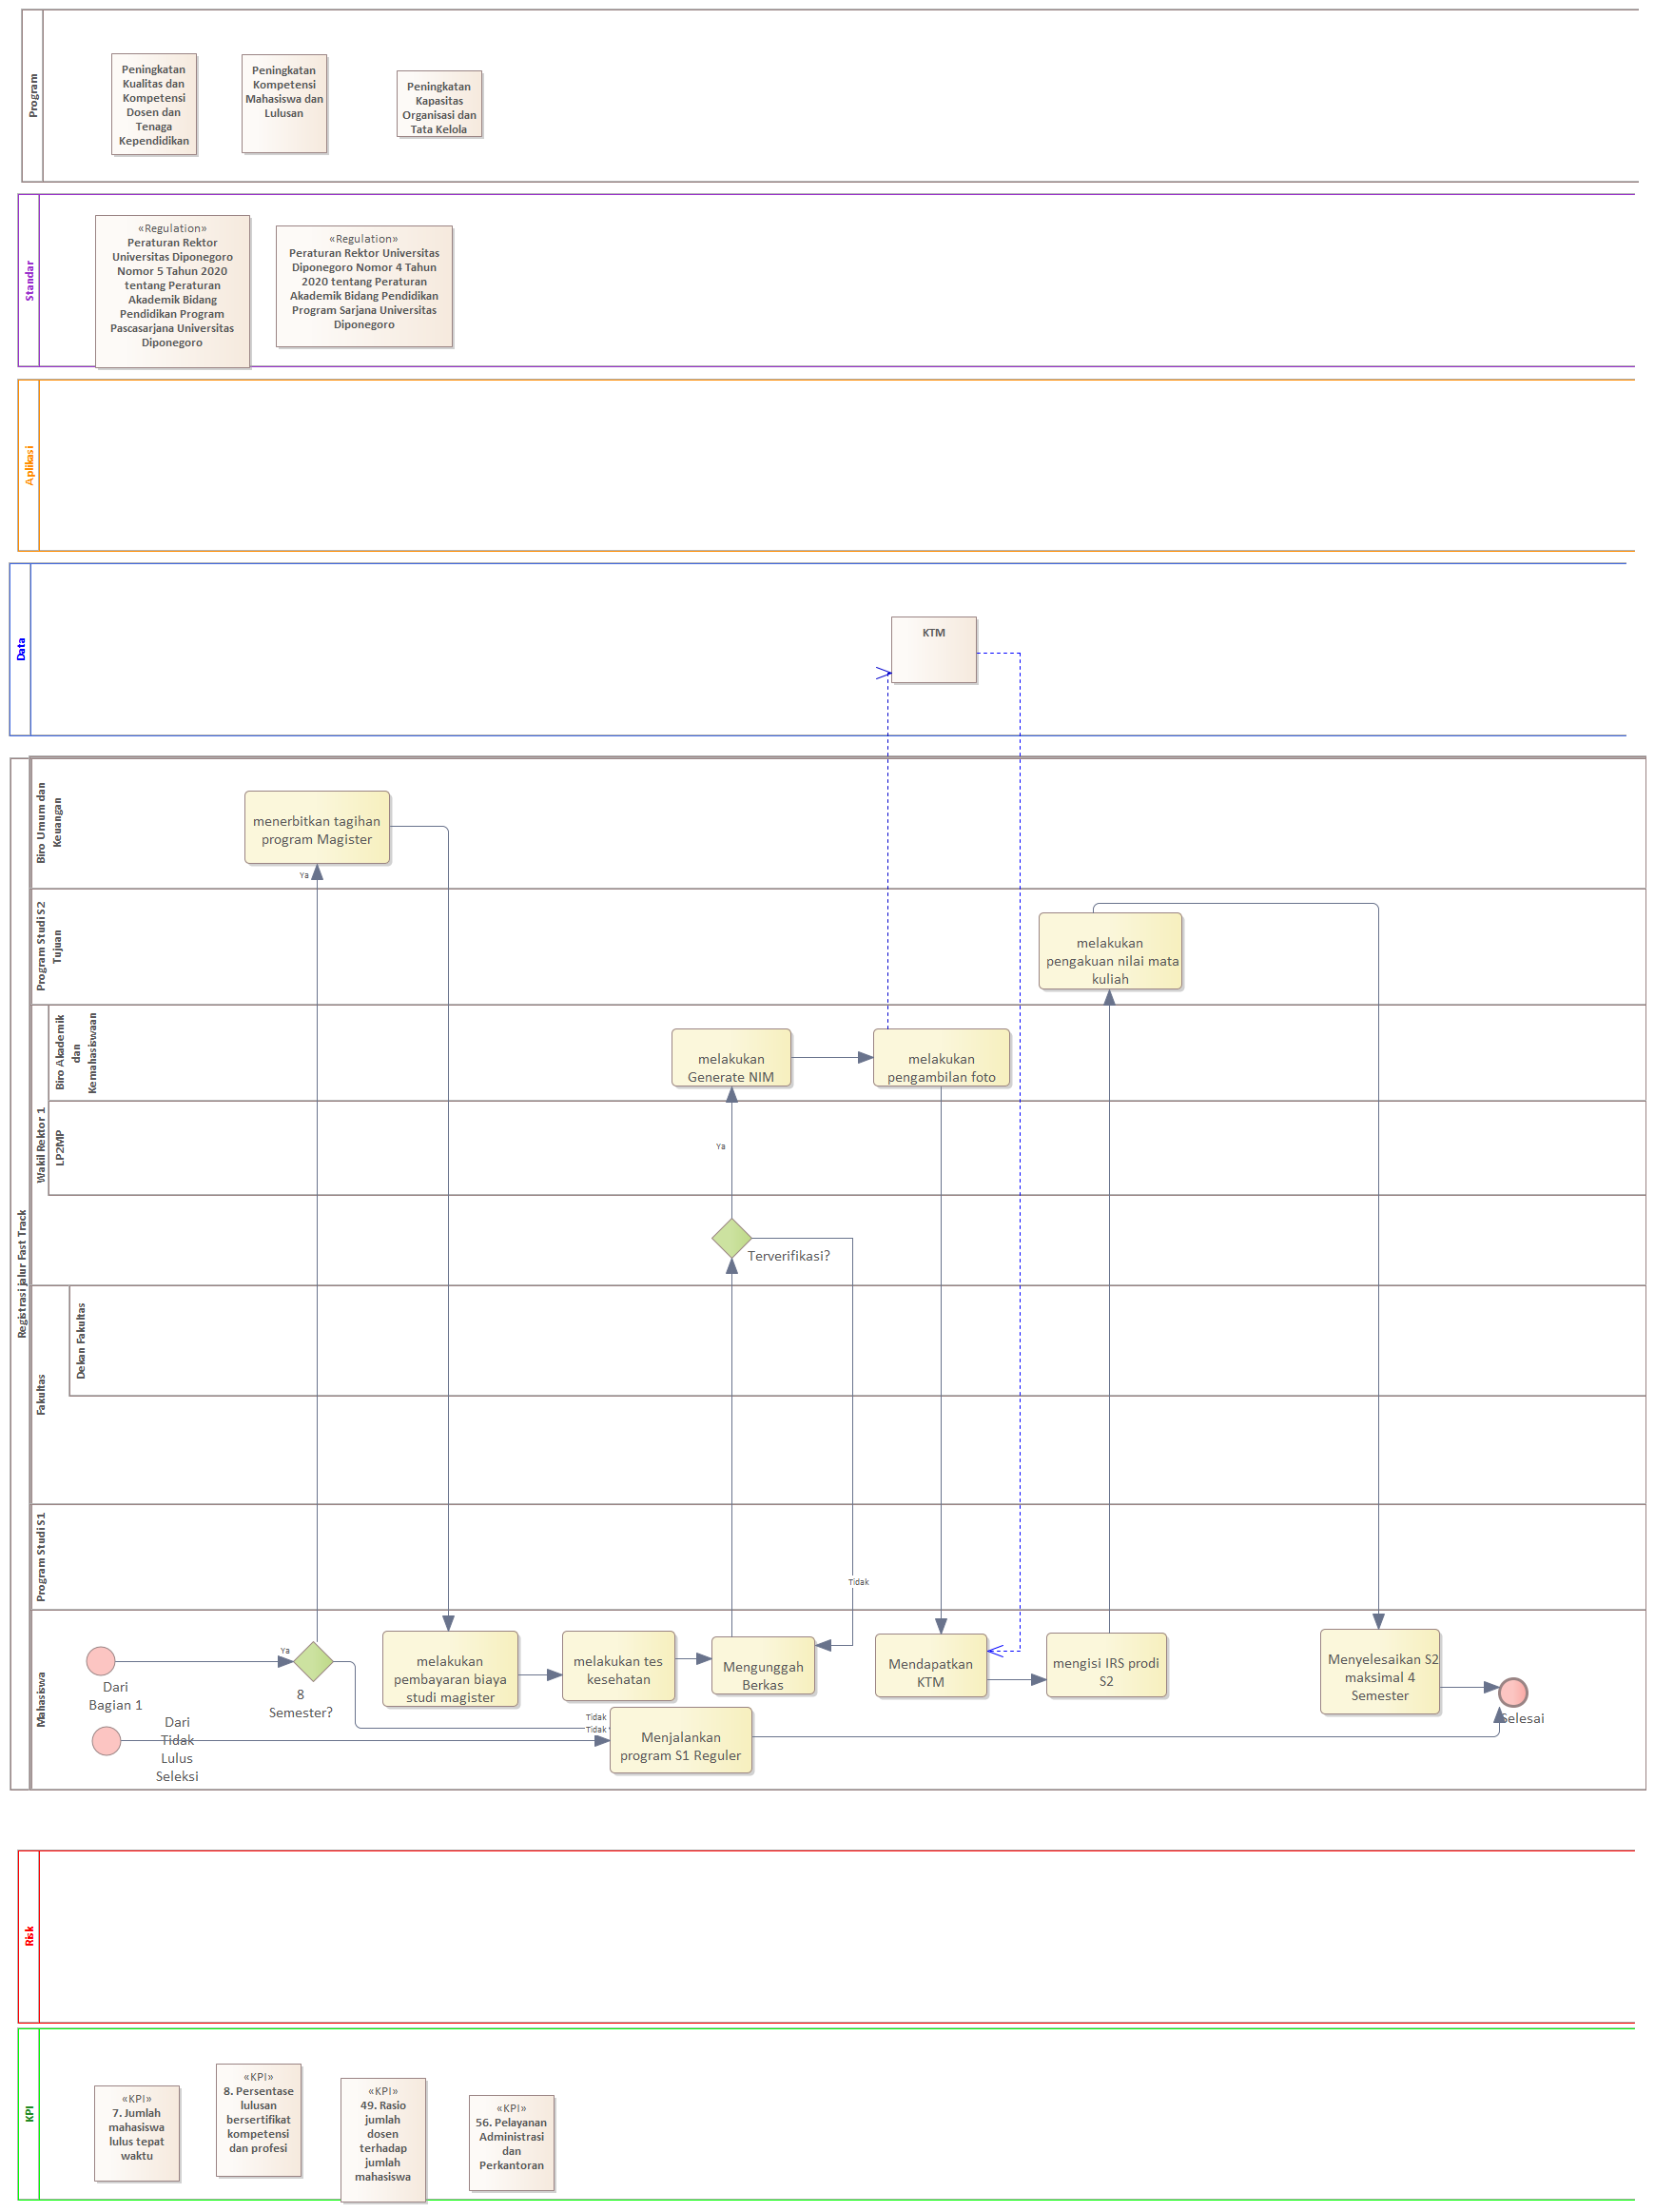 Program
Peningkatan
Kualitas dan
Kompetensi
Dosen dan
Tenaga
Kependidikan
Peningkatan
Kompetensi
Mahasiswa dan
Lulusan
Peningkatan
Kapasitas
Organisasi dan
Tata Kelola
Standar
«Regulation»
Peraturan Rektor
Universitas Diponegoro
Nomor 5 Tahun 2020
tentang Peraturan
Akademik Bidang
Pendidikan Program
Pascasarjana Universitas
Diponegoro
«Regulation»
Peraturan Rektor Universitas
Diponegoro Nomor 4 Tahun
2020 tentang Peraturan
Akademik Bidang Pendidikan
Program Sarjana Universitas
Diponegoro
Aplikasi
Data
KTM
Registrasi jalur Fast Track
Biro Umum dan
Keuangan
menerbitkan tagihan
program Magister
Ya
Program Studi S2
Tujuan
melakukan
pengakuan nilai mata
kuliah
Wakil Rektor 1
Biro Akademik
dan
Kemahasiswaan
melakukan
Generate NIM
melakukan
pengambilan foto
LP2MP
Ya
Terverifikasi?
Fakultas
Dekan Fakultas
Program Studi S1
Tidak
Mahasiswa
Dari
Bagian 1
Ya
8
Semester?
melakukan
pembayaran biaya
studi magister
melakukan tes
kesehatan
Mengunggah
Berkas
Mendapatkan
KTM
mengisi IRS prodi
S2
Menyelesaikan S2
maksimal 4
Semester
Selesai
Dari
Tidak
Lulus
Seleksi
Tidak
Tidak
Menjalankan
program S1 Reguler
Risk
KPI
«KPI»
7. Jumlah
mahasiswa
lulus tepat
waktu
«KPI»
8. Persentase
lulusan
bersertifikat
kompetensi
dan profesi
«KPI»
49. Rasio
jumlah
dosen
terhadap
jumlah
mahasiswa
«KPI»
56. Pelayanan
Administrasi
dan
Perkantoran